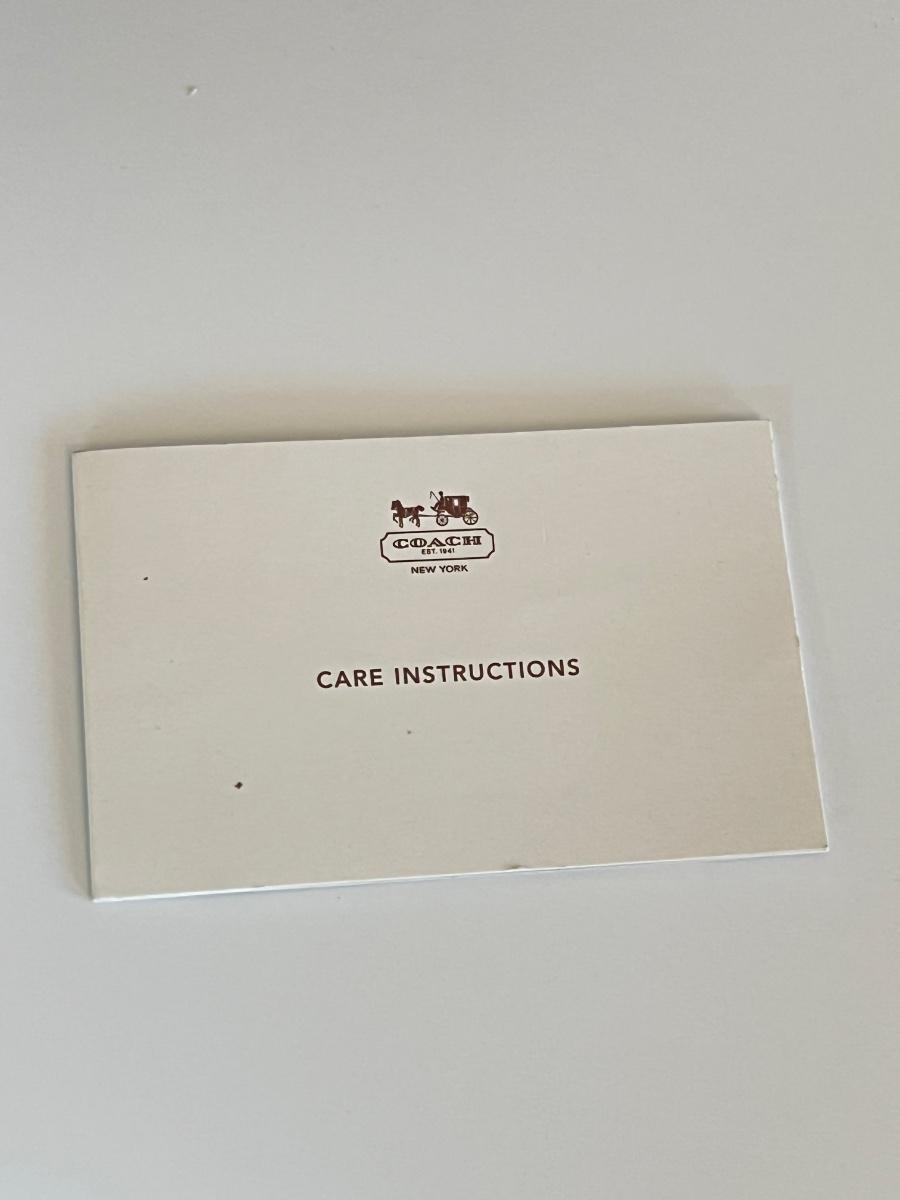 COACH
EST. 1941
NEW YORK
CARE INSTRUCTIONS